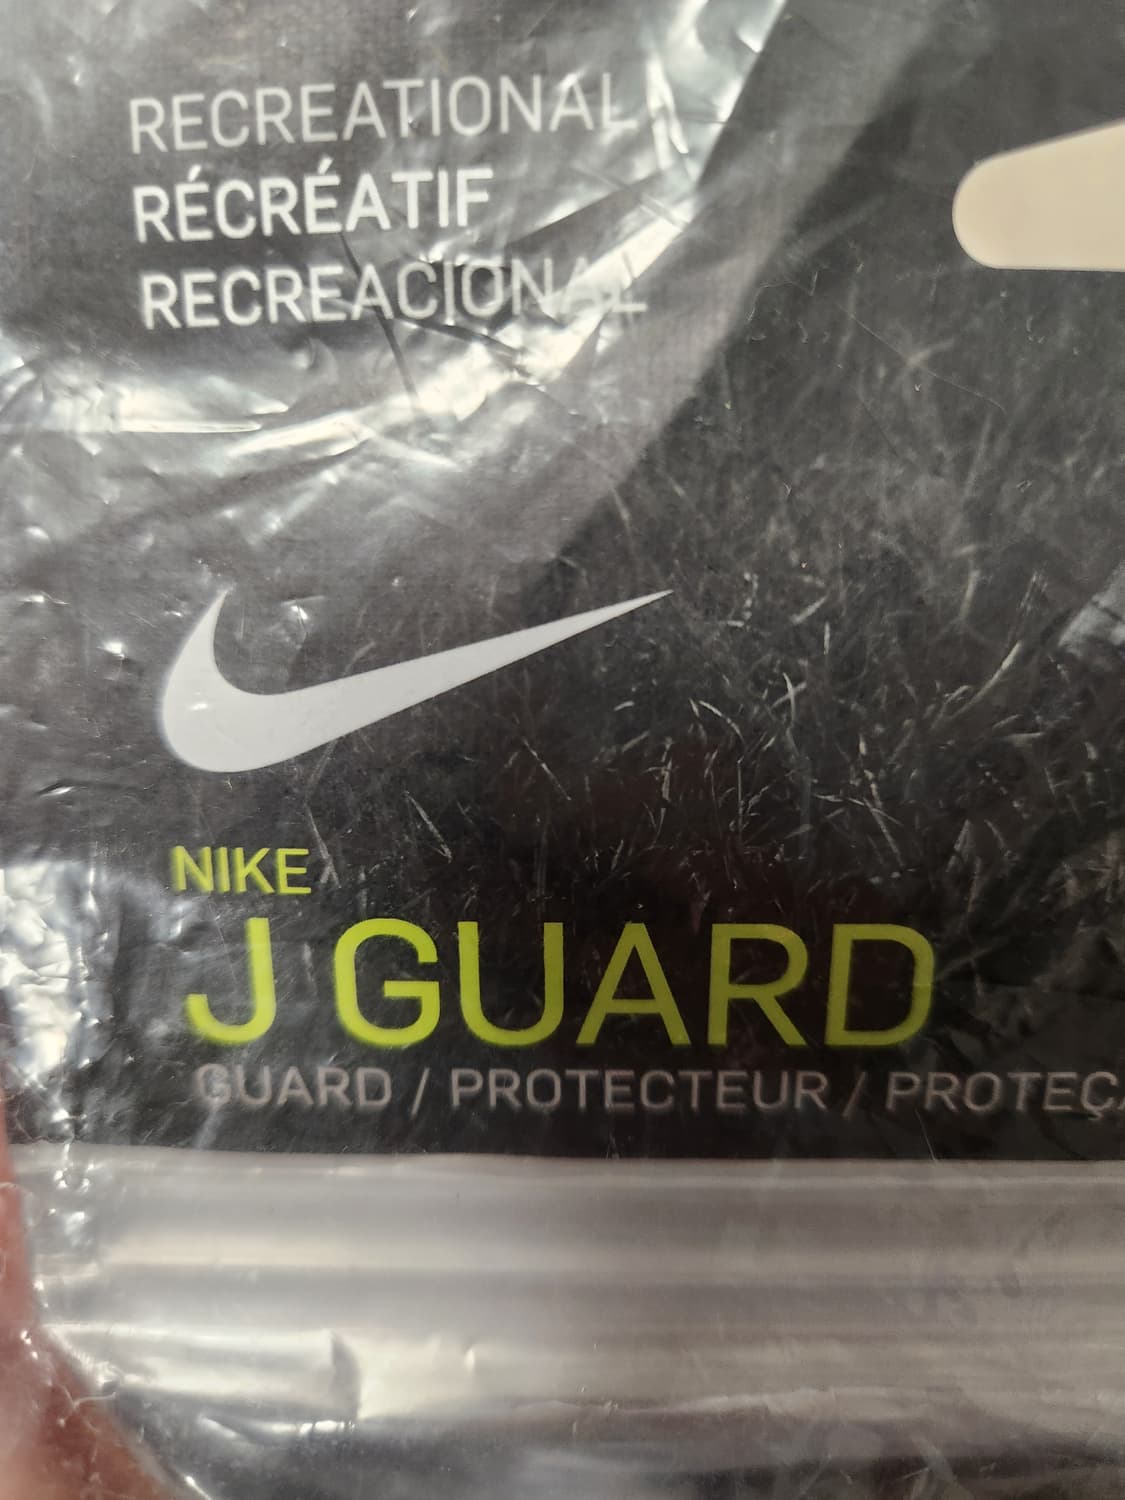 RECREATIONAL
RÉCRÉATIF
RECREACIONAL
NIKE
J GUARD
GUARD / PROTECTEUR /